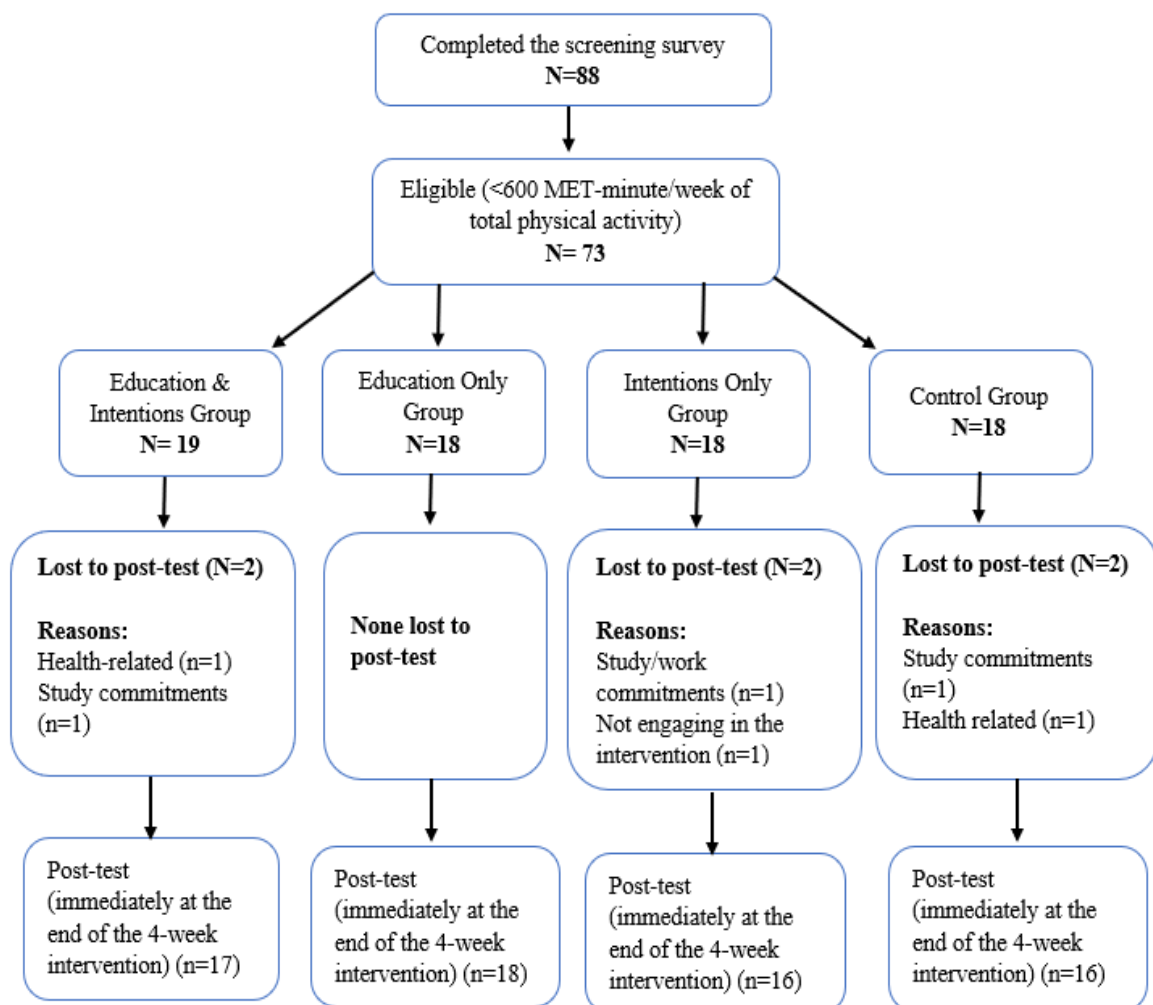 Completed the screening survey
N=88
Eligible (<600 MET-minute/week of
total physical activity)
N= 73
Education &
Intentions Group
N= 19
Education Only
Group
N=18
Intentions Only
Group
N=18
Control Group
N=18
Lost to post-test (N=2)
Reasons:
Health-related (n=1)
Study commitments
(n=1)
None lost to
post-test
Lost to post-test (N=2)
Reasons:
Study/work
commitments (n=1)
Not engaging in the
intervention (n=1)
Lost to post-test (N=2)
Reasons:
Study commitments
(n=1)
Health related (n=1)
Post-test
(immediately at the
end of the 4-week
intervention) (n=17)
Post-test
(immediately at the
end of the 4-week
intervention) (n=18)
Post-test
(immediately at the
end of the 4-week
intervention) (n=16)
Post-test
(immediately at the
end of the 4-week
intervention) (n=16)